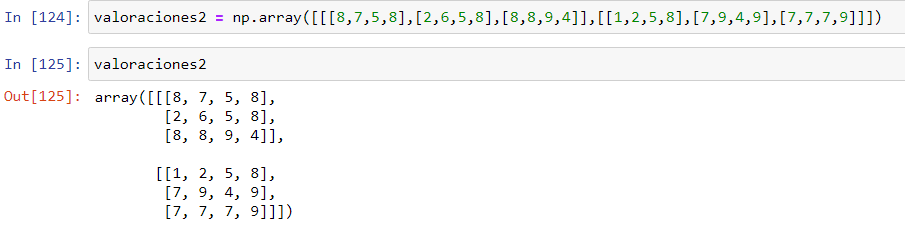 In [124]: valoraciones2 = np.array([[[8,7,5,8],[2,6,5,8],[8,8,9,4]],[[1,2,5,8],[7,9,4,9],[7,7,7,9]]])
In [125]: valoraciones2
Out[125]: array([[[8, 7, 5, 8],
[2, 6, 5, 8],
[8, 8, 9, 4]],
[[1, 2, 5, 8],
[7, 9, 4, 9],
[7, 7, 7, 9]]])